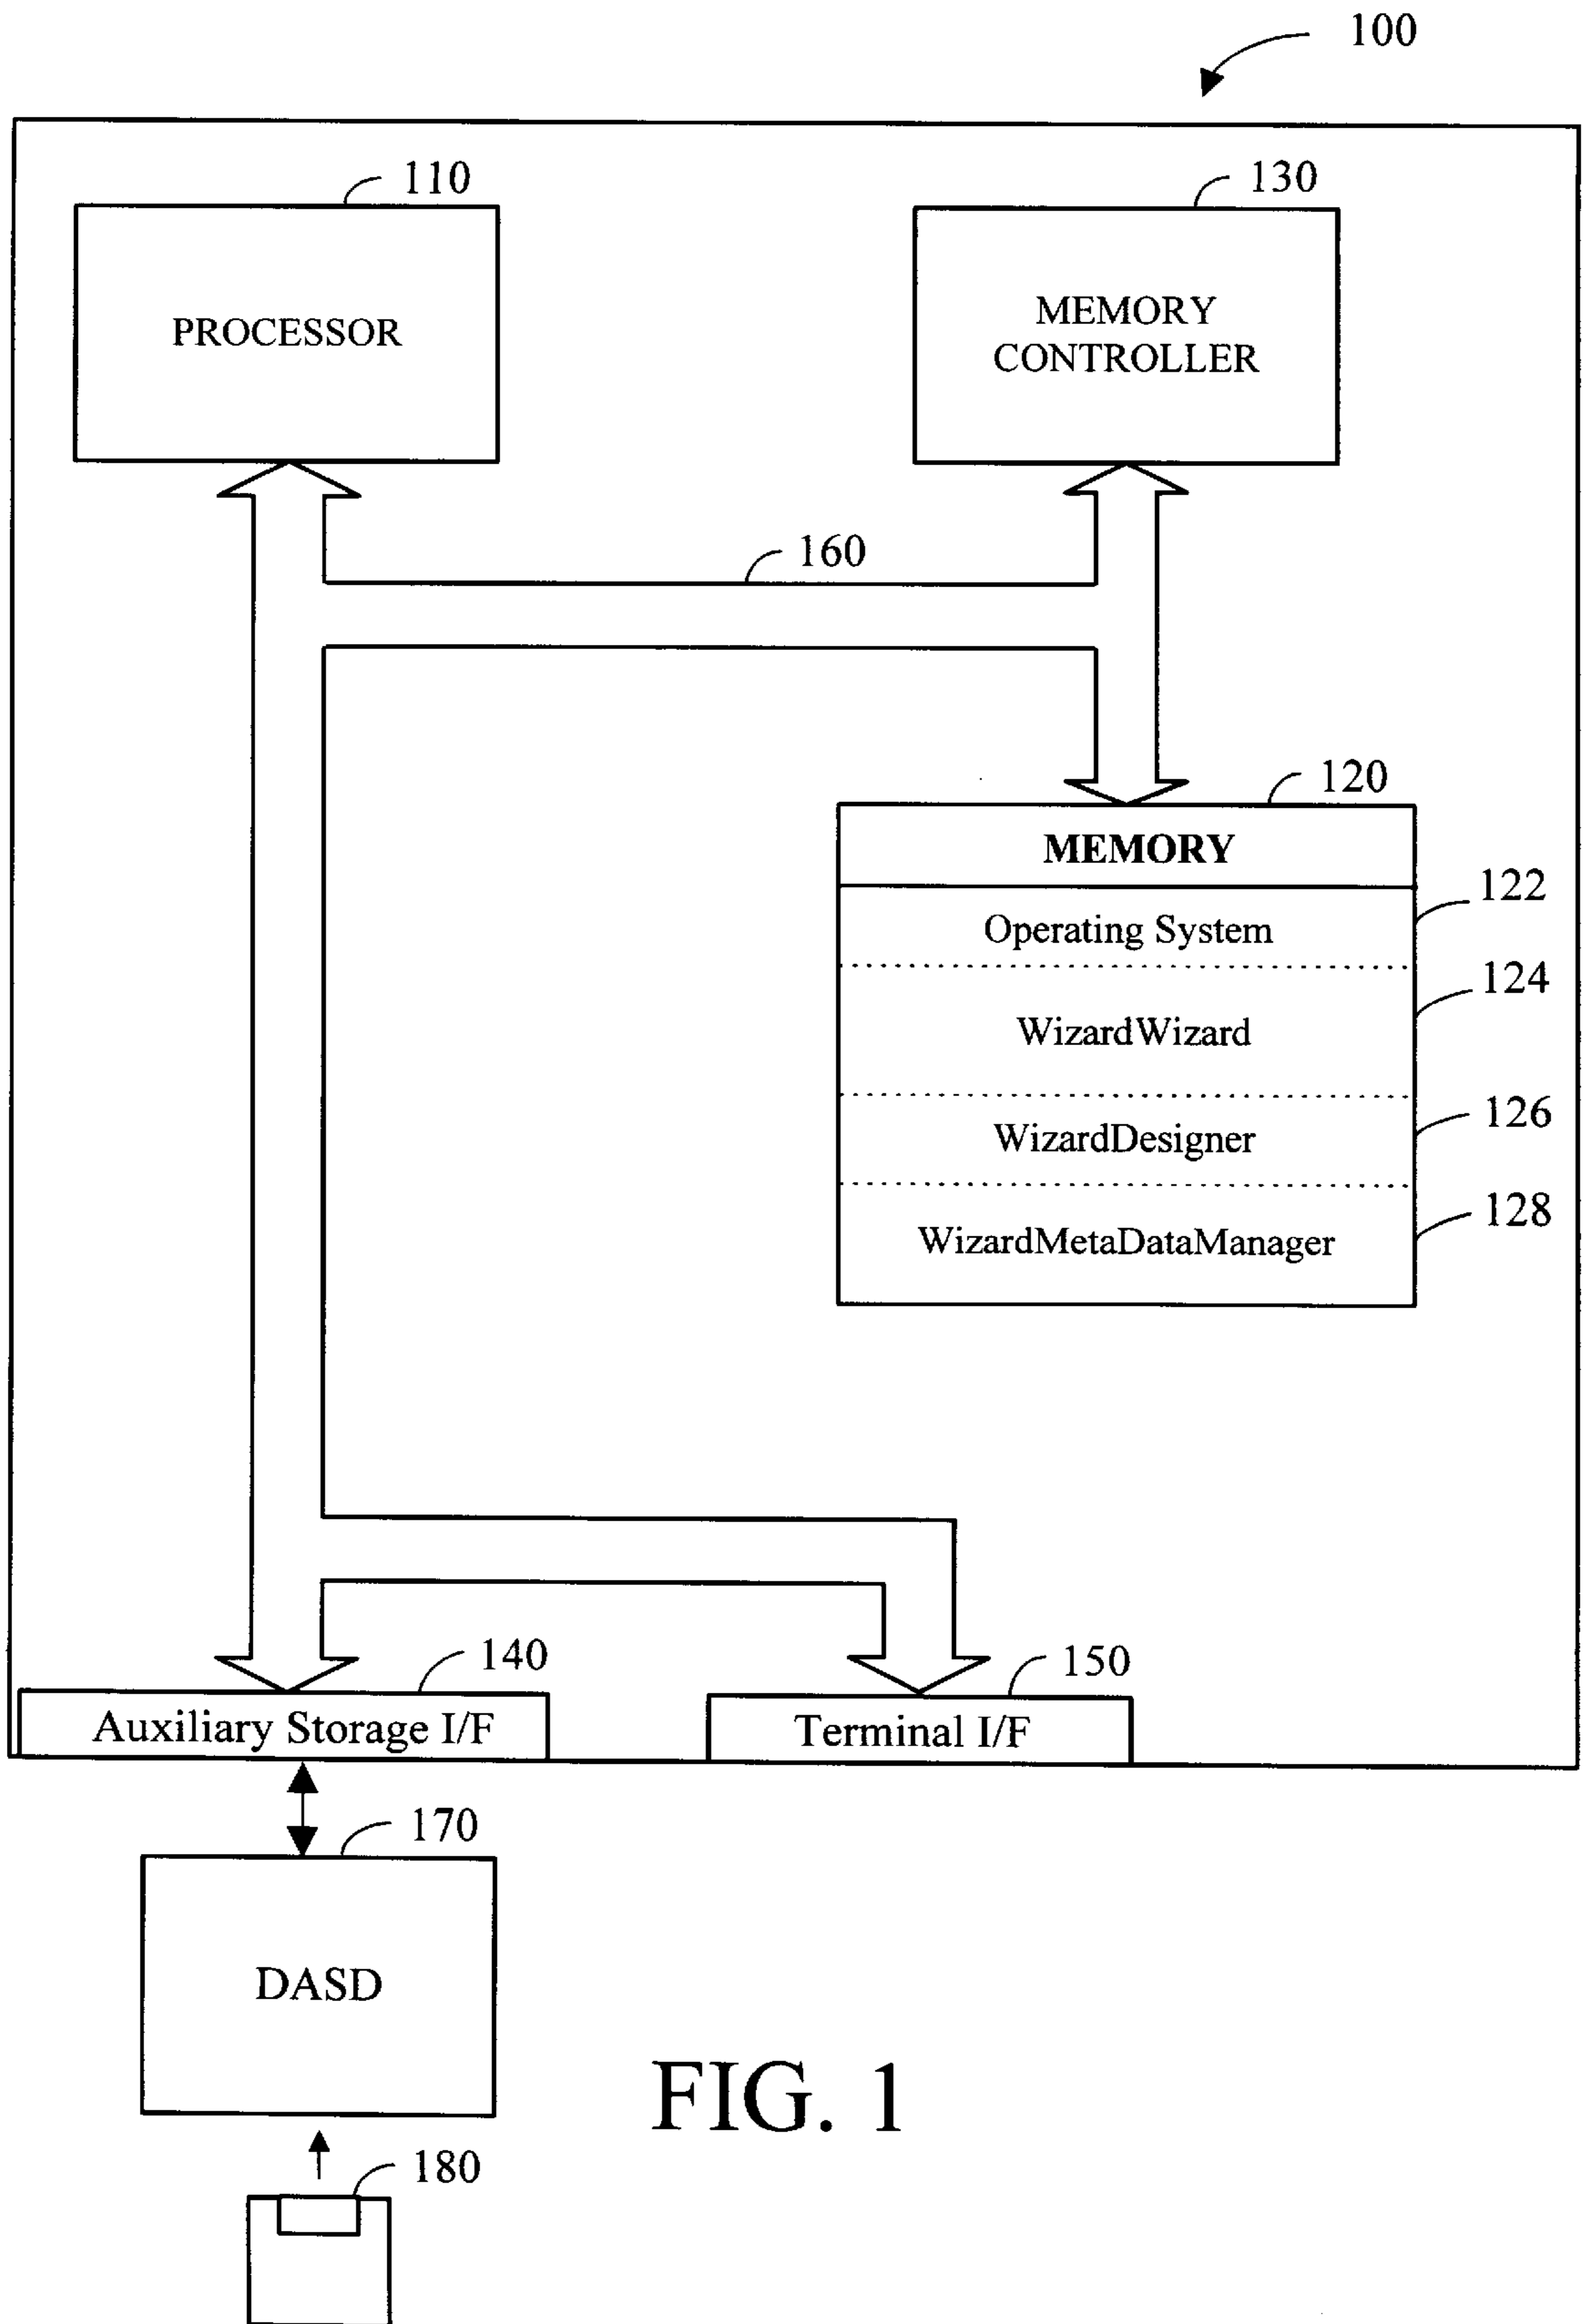 100
110
130
PROCESSOR
MEMORY
CONTROLLER
160
120
MEMORY
122
Operating System
124
WizardWizard
126
WizardDesigner
128
WizardMetaDataManager
140
150
Auxiliary Storage I/F
Terminal I/F
170
DASD
FIG. 1
180